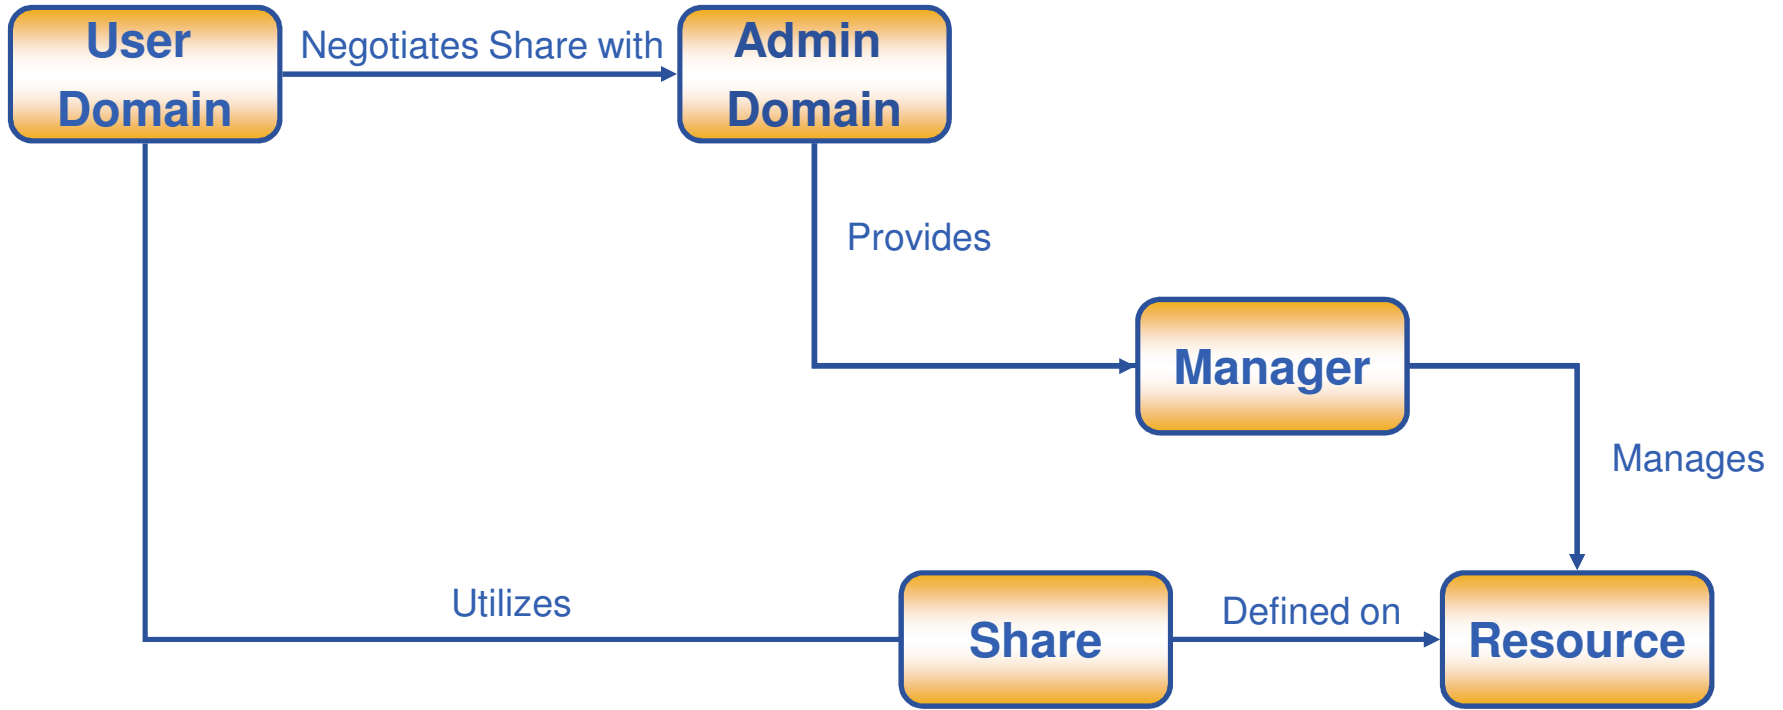 User
Domain
Negotiates Share with
Admin
Domain
Provides
Manager
Manages
Utilizes
Share
Defined on
Resource